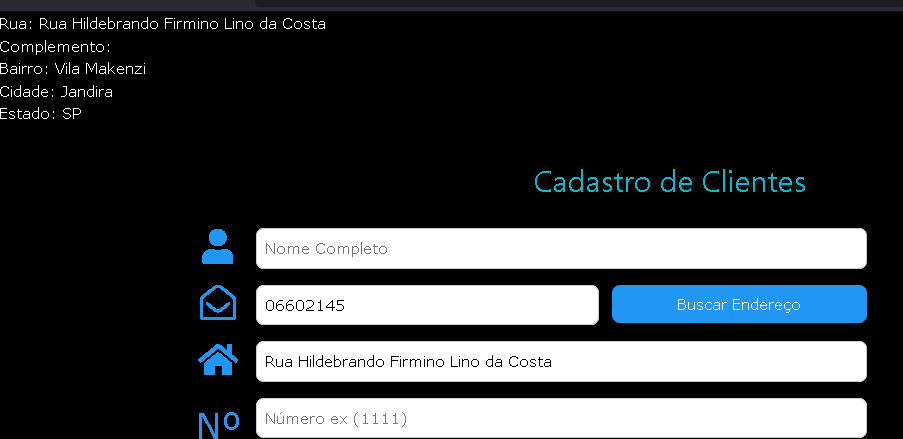 Rua: Rua Hildebrando Firmino Lino da Costa
Complemento:
Bairro: Vila Makenzi
Cidade: Jandira
Estado: SP
Cadastro de Clientes
Nome Completo
06602145
Buscar Endereço
Rua Hildebrando Firmino Lino da Costa
Nº
Número ex (1111)